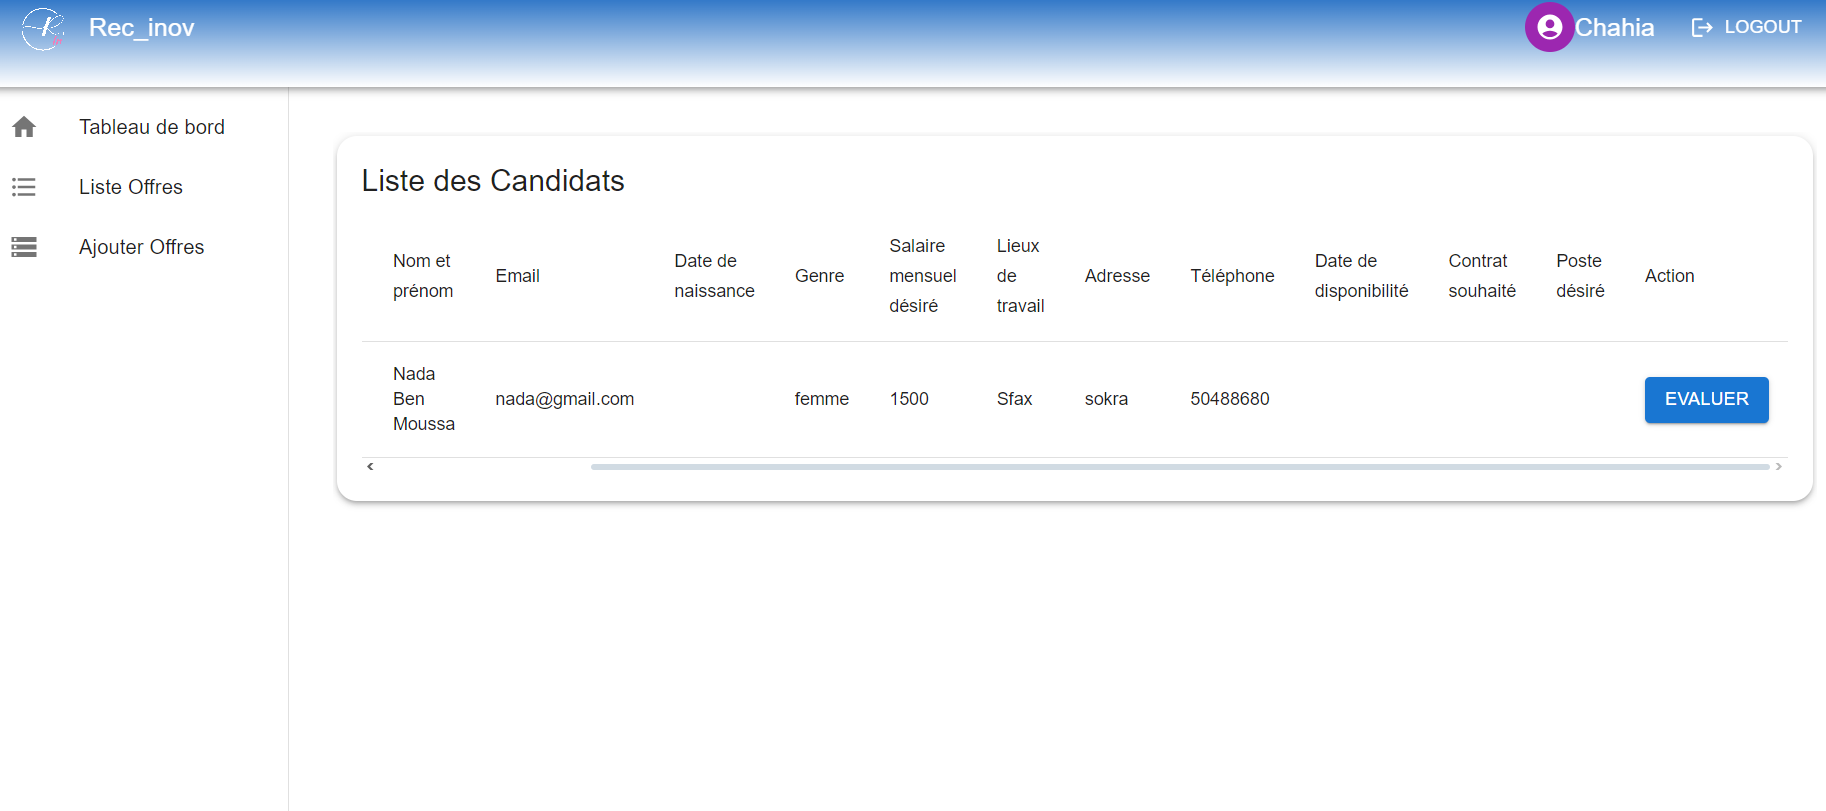 Rec_inov
Chahia
LOGOUT
Tableau de bord
Liste Offres
Ajouter Offres
Liste des Candidats
Nom et
prénom
Email
Date de
naissance
Genre
Salaire
mensuel
désiré
Lieux
de
travail
Adresse
Téléphone
Date de
disponibilité
Contrat
souhaité
Poste
désiré
Action
Nada
Ben
Moussa
nada@gmail.com
femme
1500
Sfax
sokra
50488680
EVALUER